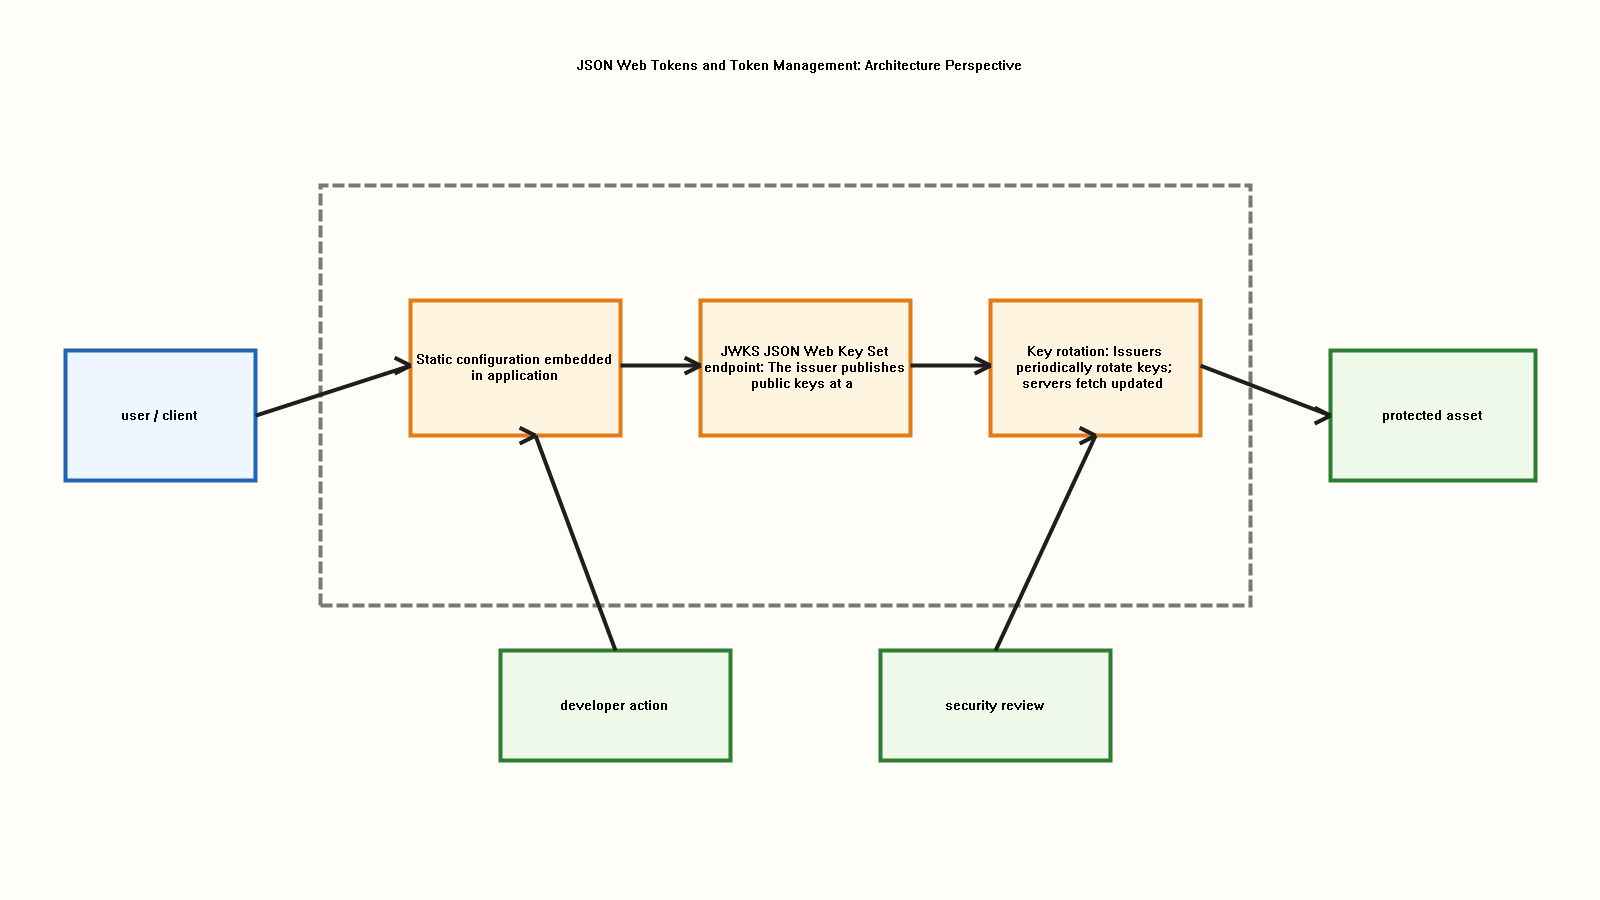 JSON Web Tokens and Token Management: Architecture Perspective
Static configuration embedded
in application
JWKS JSON Web Key Set
endpoint: The issuer publishes
public keys at a
Key rotation: Issuers
periodically rotate keys;
servers fetch updated
user / client
protected asset
developer action
security review